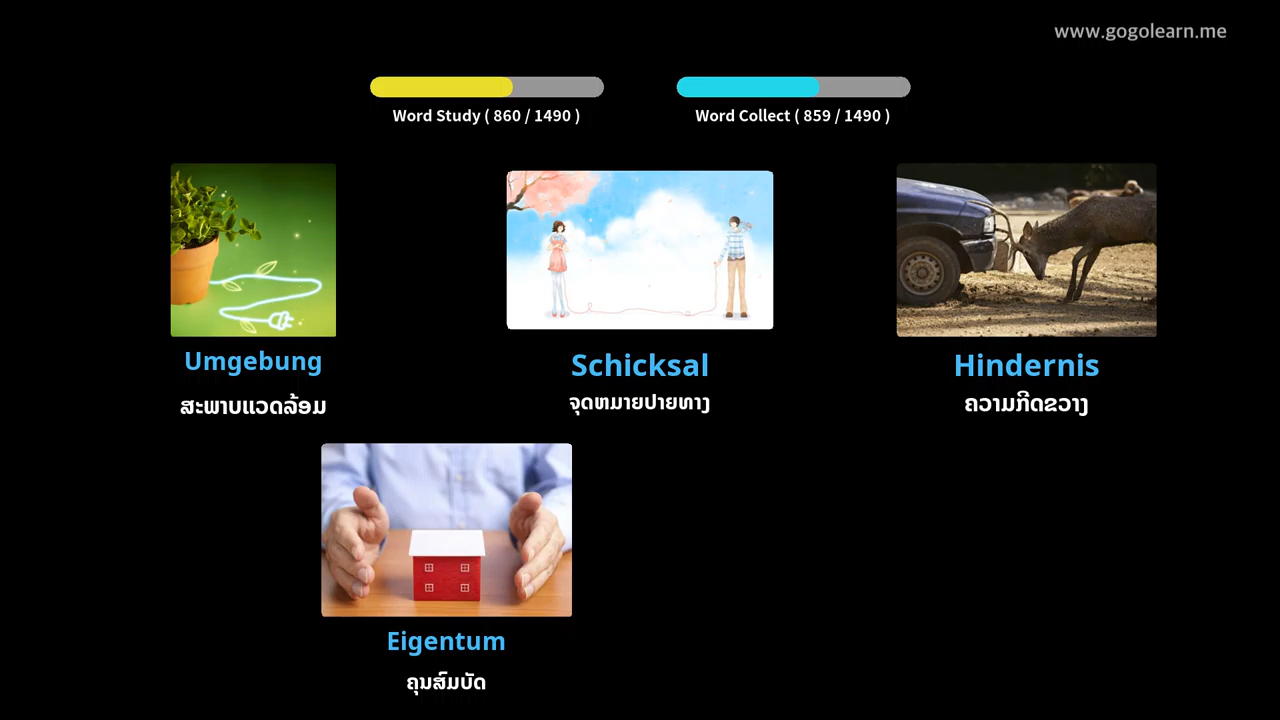 www.gogolearn.me
Word Study ( 860 / 1490 )
Word Collect ( 859 / 1490 )
Umgebung
ສະພາບແວດລ້ອມ
Schicksal
ຈຸດຫມາຍປາຍທາງ
Hindernis
ຄວາມກີດຂວາງ
Eigentum
ຄຸນສົມບັດ